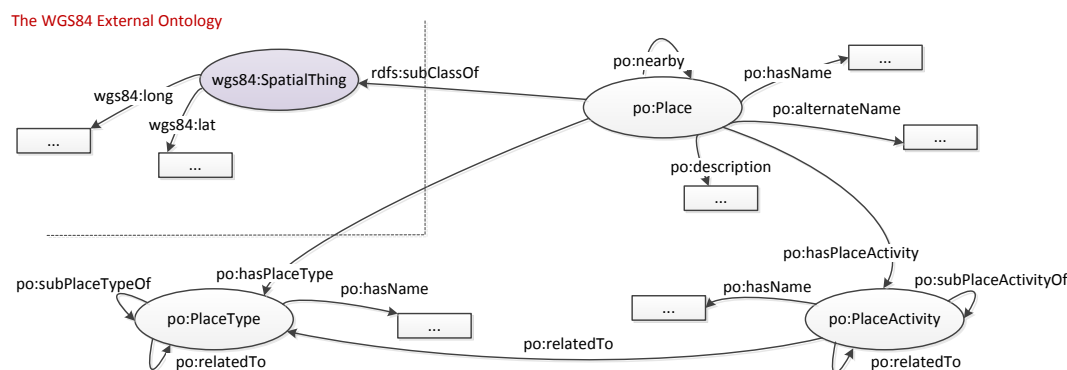 The WGS84 External Ontology
po:nearby
wgs84:SpatialThing
rdfs:subClassOf
po:hasName
...
wgs84:long
po:Place
po:alternateName
wgs84:lat
...
...
...
po:description
...
po:hasPlaceActivity
po:hasPlaceType
po:subPlaceTypeOf
po:hasName
po:hasName
po:subPlaceActivityOf
...
po:PlaceType
...
po:PlaceActivity
po:relatedTo
po:relatedTo
po:relatedTo